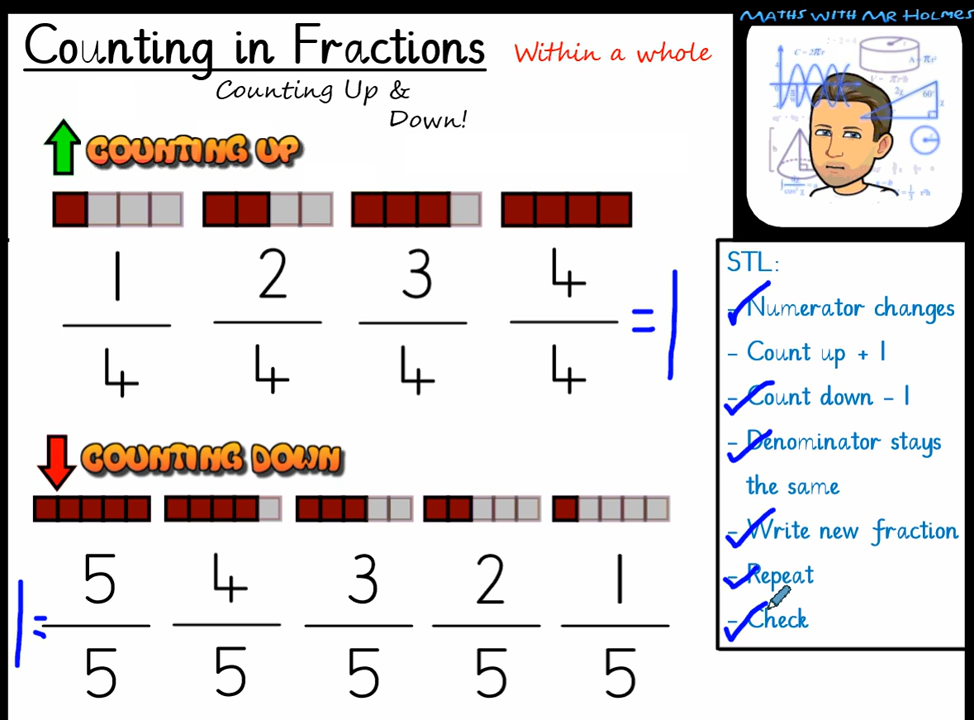 MATHS WITH MR HOLMES
Counting in Fractions
Within a whole
Counting Up &
Down!
COUNTING UP
1 2 3 4
= 1
4 4 4 4
COUNTING DOWN
5 4 3 2 1
1 =
5 5 5 5 5
STL:
- Numerator changes
- Count up + 1
- Count down - 1
- Denominator stays
the same
- Write new fraction
- Repeat
- Check